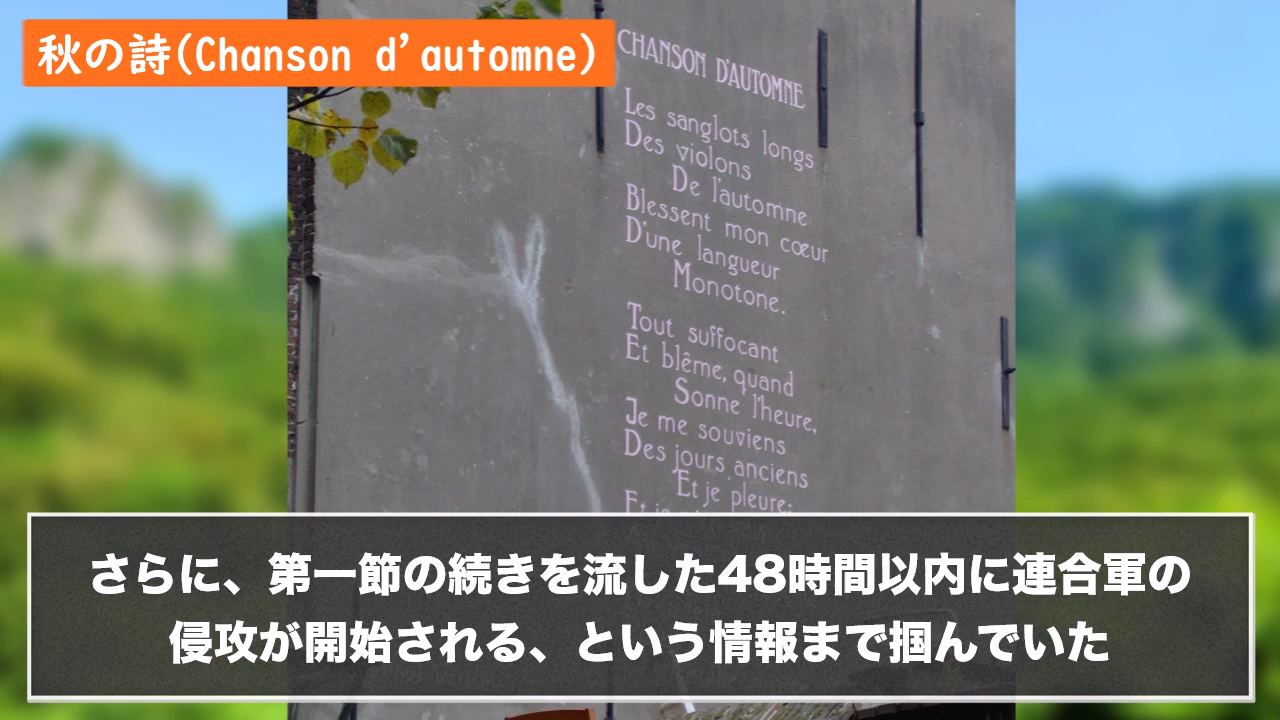 秋の詩(Chanson d'automne)
CHANSON D'AUTOMNE
Les sanglots longs
Des violons
De l'automne
Blessent mon cœur
D'une langueur
Monotone.
Tout suffocant
Et blême, quand
Sonne l'heure,
Je me souviens
Des jours anciens
Et je pleure;
さらに、第一節の続きを流した48時間以内に連合軍の
侵攻が開始される、という情報まで掴んでいた